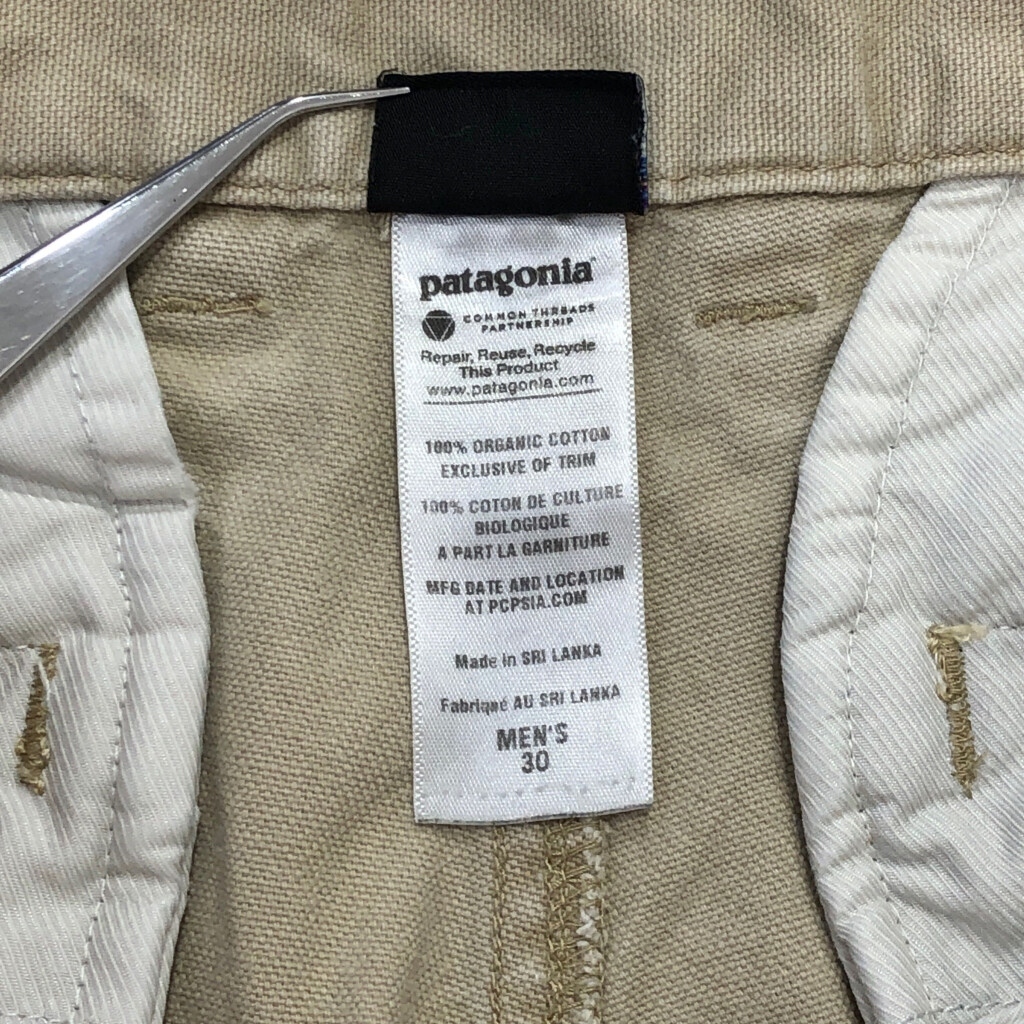 patagonia
COMMON THREADS
PARTNERSHIP
Repair, Reuse, Recycle
This Product
www.patagonia.com
100% ORGANIC COTTON
EXCLUSIVE OF TRIM
100% COTON DE CULTURE
BIOLOGIQUE
A PART LA GARNITURE
MFG DATE AND LOCATION
AT PCPSIA.COM
Made in SRI LANKA
Fabriqué AU SRI LANKA
MEN'S
30